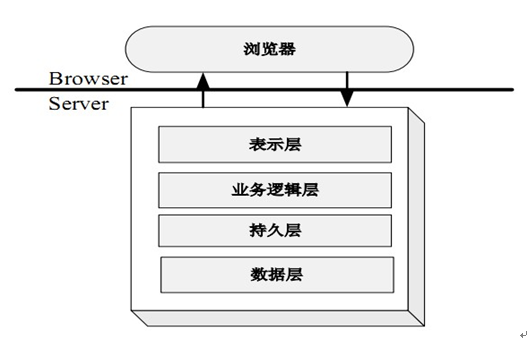 浏览器
Browser
Server
表示层
业务逻辑层
持久层
数据层